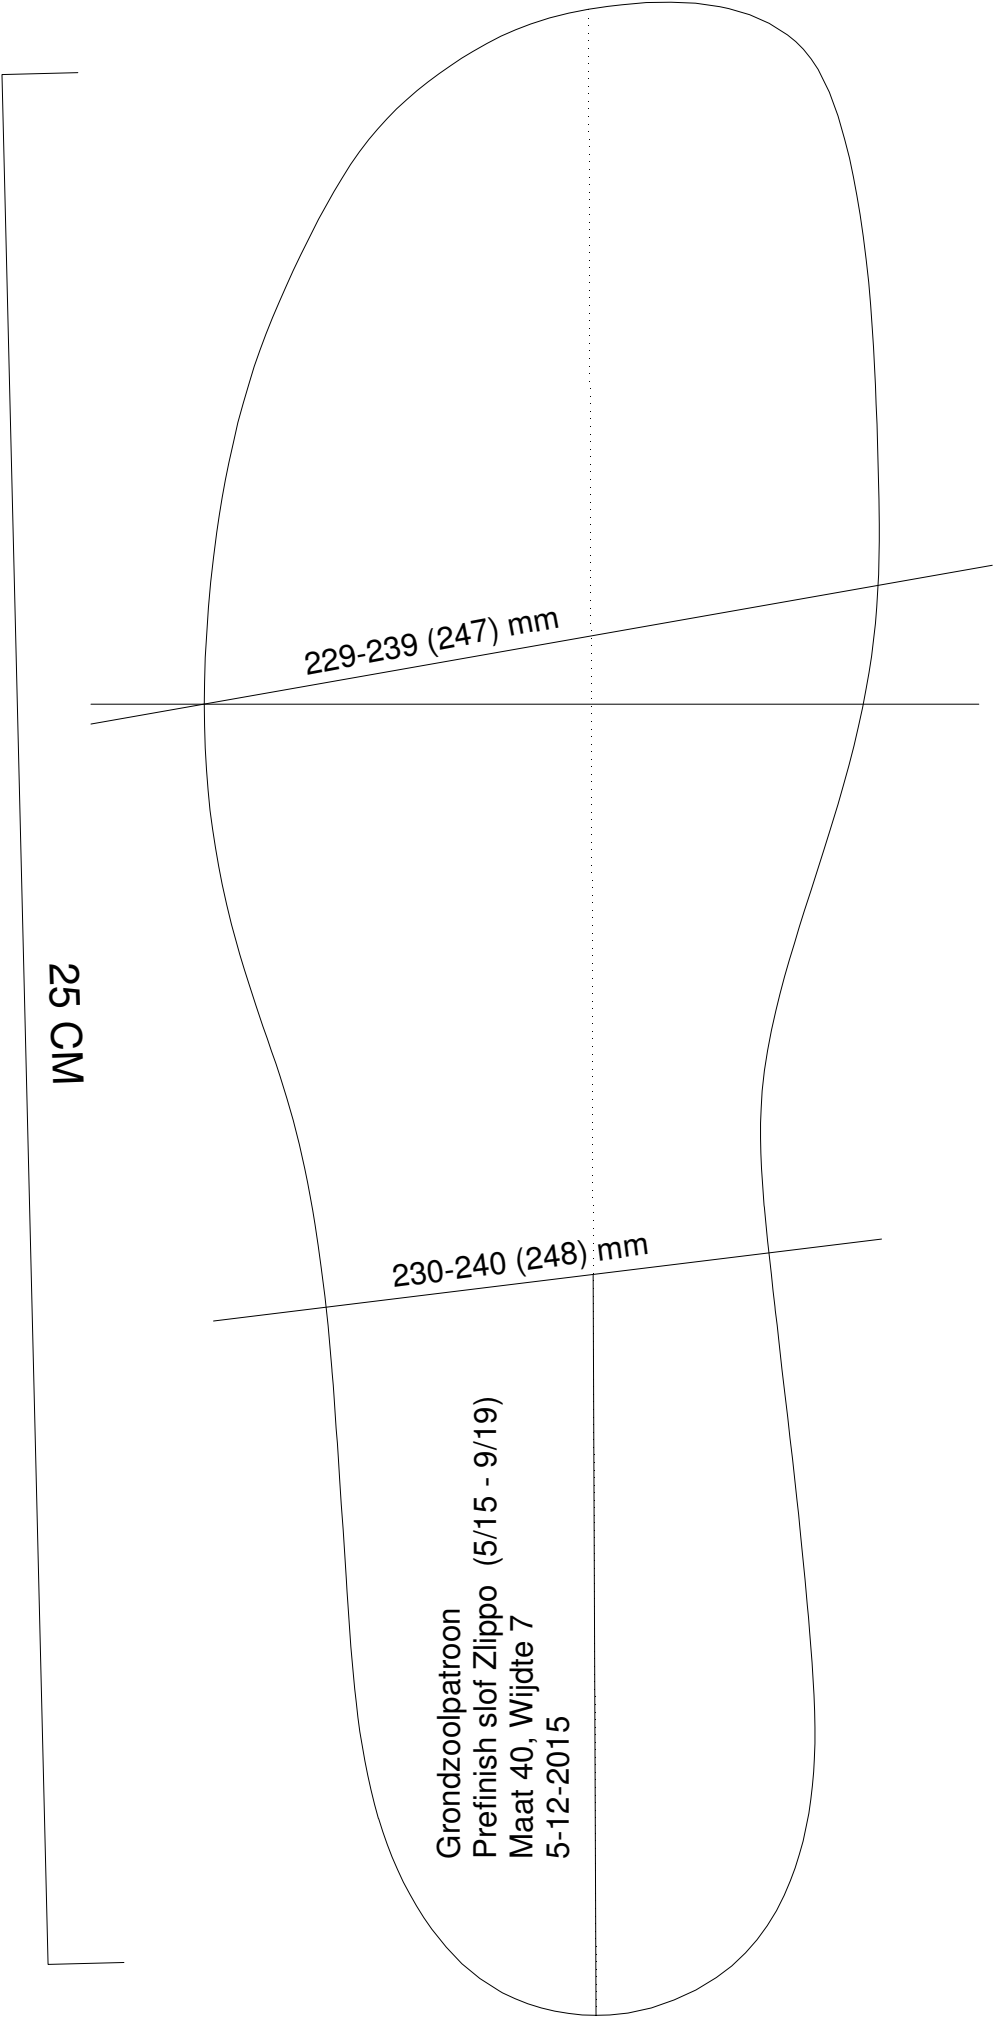 229-239 (247) mm
25 CM
230-240 (248) mm
Grondzoolpatroon
Prefinish slof Zlippo (5/15 - 9/19)
Maat 40, Wijdte 7
5-12-2015